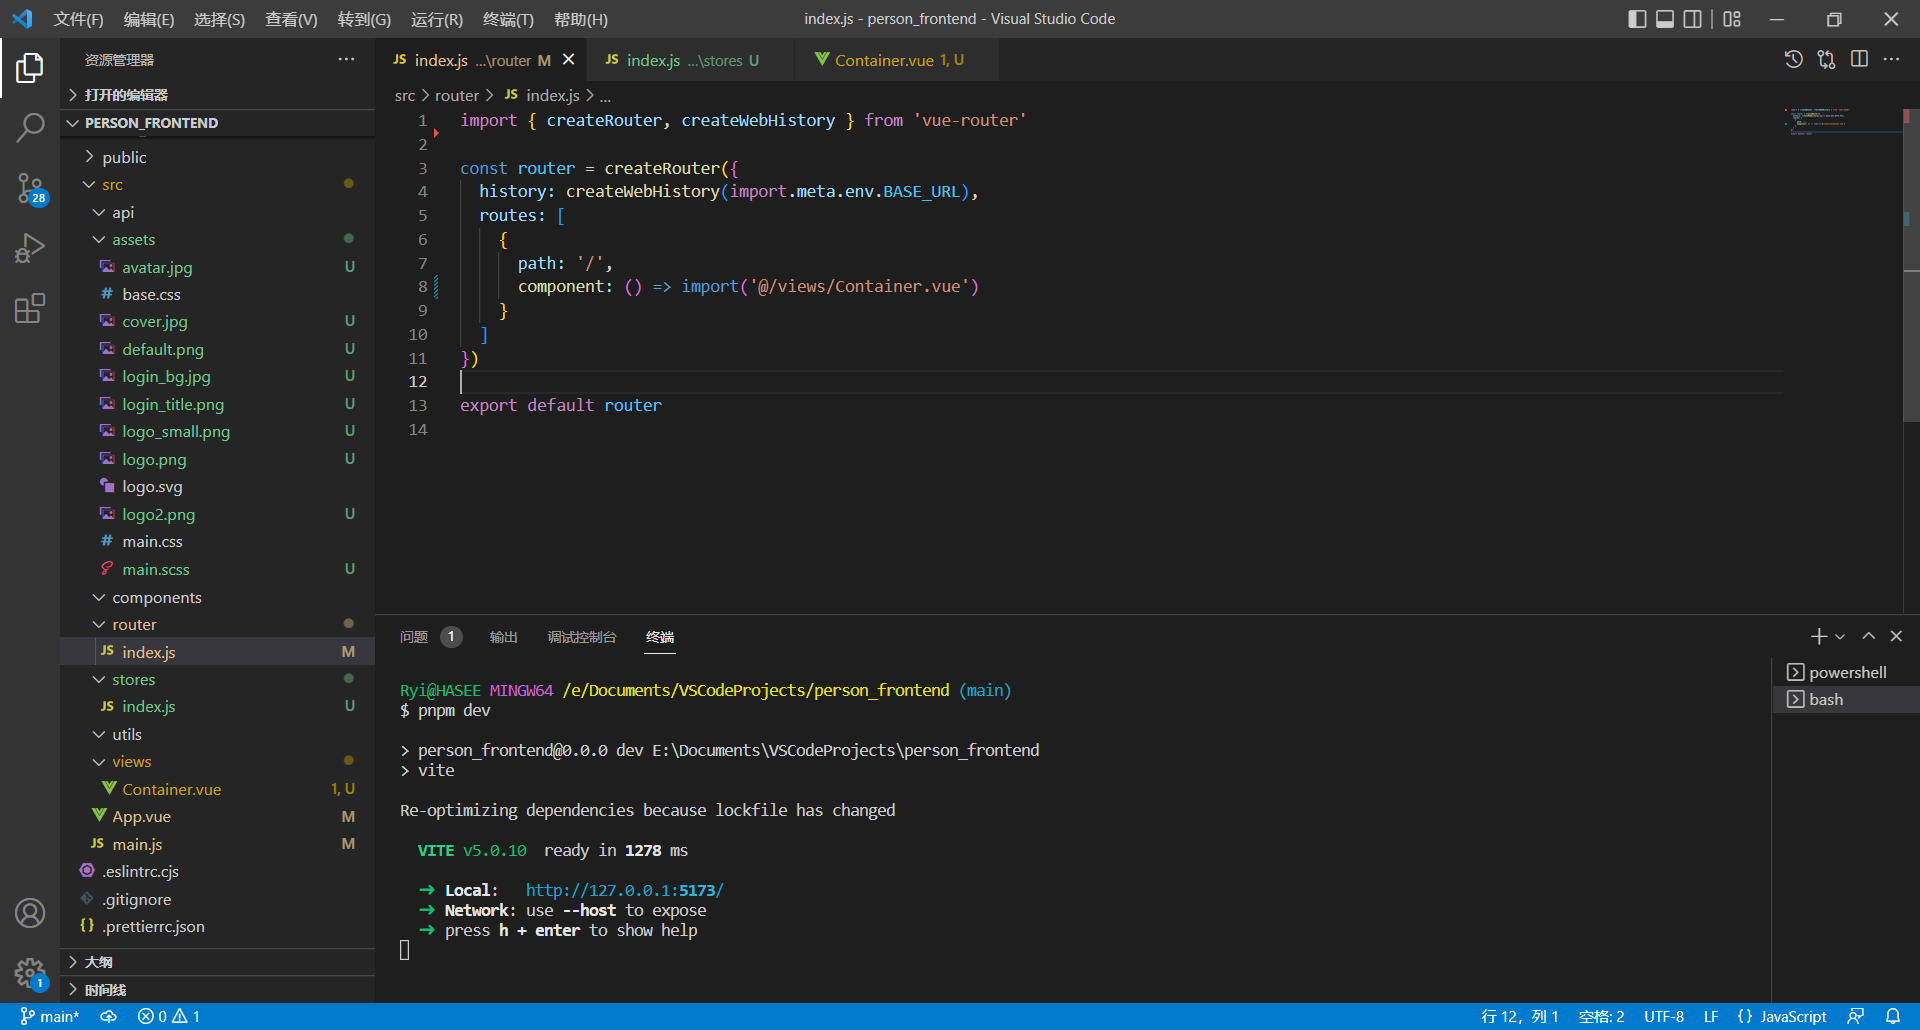 文件(F) 编辑(E) 选择(S) 查看(V) 转到(G) 运行(R) 终端(T) 帮助(H)
index.js - person_frontend - Visual Studio Code
资源管理器
打开的编辑器
PERSON_FRONTEND
public
src
api
assets
avatar.jpg U
# base.css
cover.jpg U
default.png U
login_bg.jpg U
login_title.png U
logo_small.png U
logo.png U
logo.svg
logo2.png U
# main.css
main.scss U
components
router
JS index.js M
stores
JS index.js U
utils
views
Container.vue 1, U
App.vue M
JS main.js M
.eslintrc.cjs
.gitignore
{} .prettierrc.json
大纲
时间线
28
1
JS index.js ...\router M
JS index.js ...\stores U
Container.vue 1, U
src > router > JS index.js > ...
1 import { createRouter, createWebHistory } from 'vue-router'
2
3 const router = createRouter({
4 history: createWebHistory(import.meta.env.BASE_URL),
5 routes: [
6 {
7 path: '/',
8 component: () => import('@/views/Container.vue')
9 }
10 ]
11 })
12
13 export default router
14
问题 1 输出 调试控制台 终端
Ryi@HASEE MINGW64 /e/Documents/VSCodeProjects/person_frontend (main)
$ pnpm dev
> person_frontend@0.0.0 dev E:\Documents\VSCodeProjects\person_frontend
> vite
Re-optimizing dependencies because lockfile has changed
VITE v5.0.10 ready in 1278 ms
➜ Local: http://127.0.0.1:5173/
➜ Network: use --host to expose
➜ press h + enter to show help
powershell
bash
main* 0 1
行 12，列 1 空格: 2 UTF-8 LF {} JavaScript